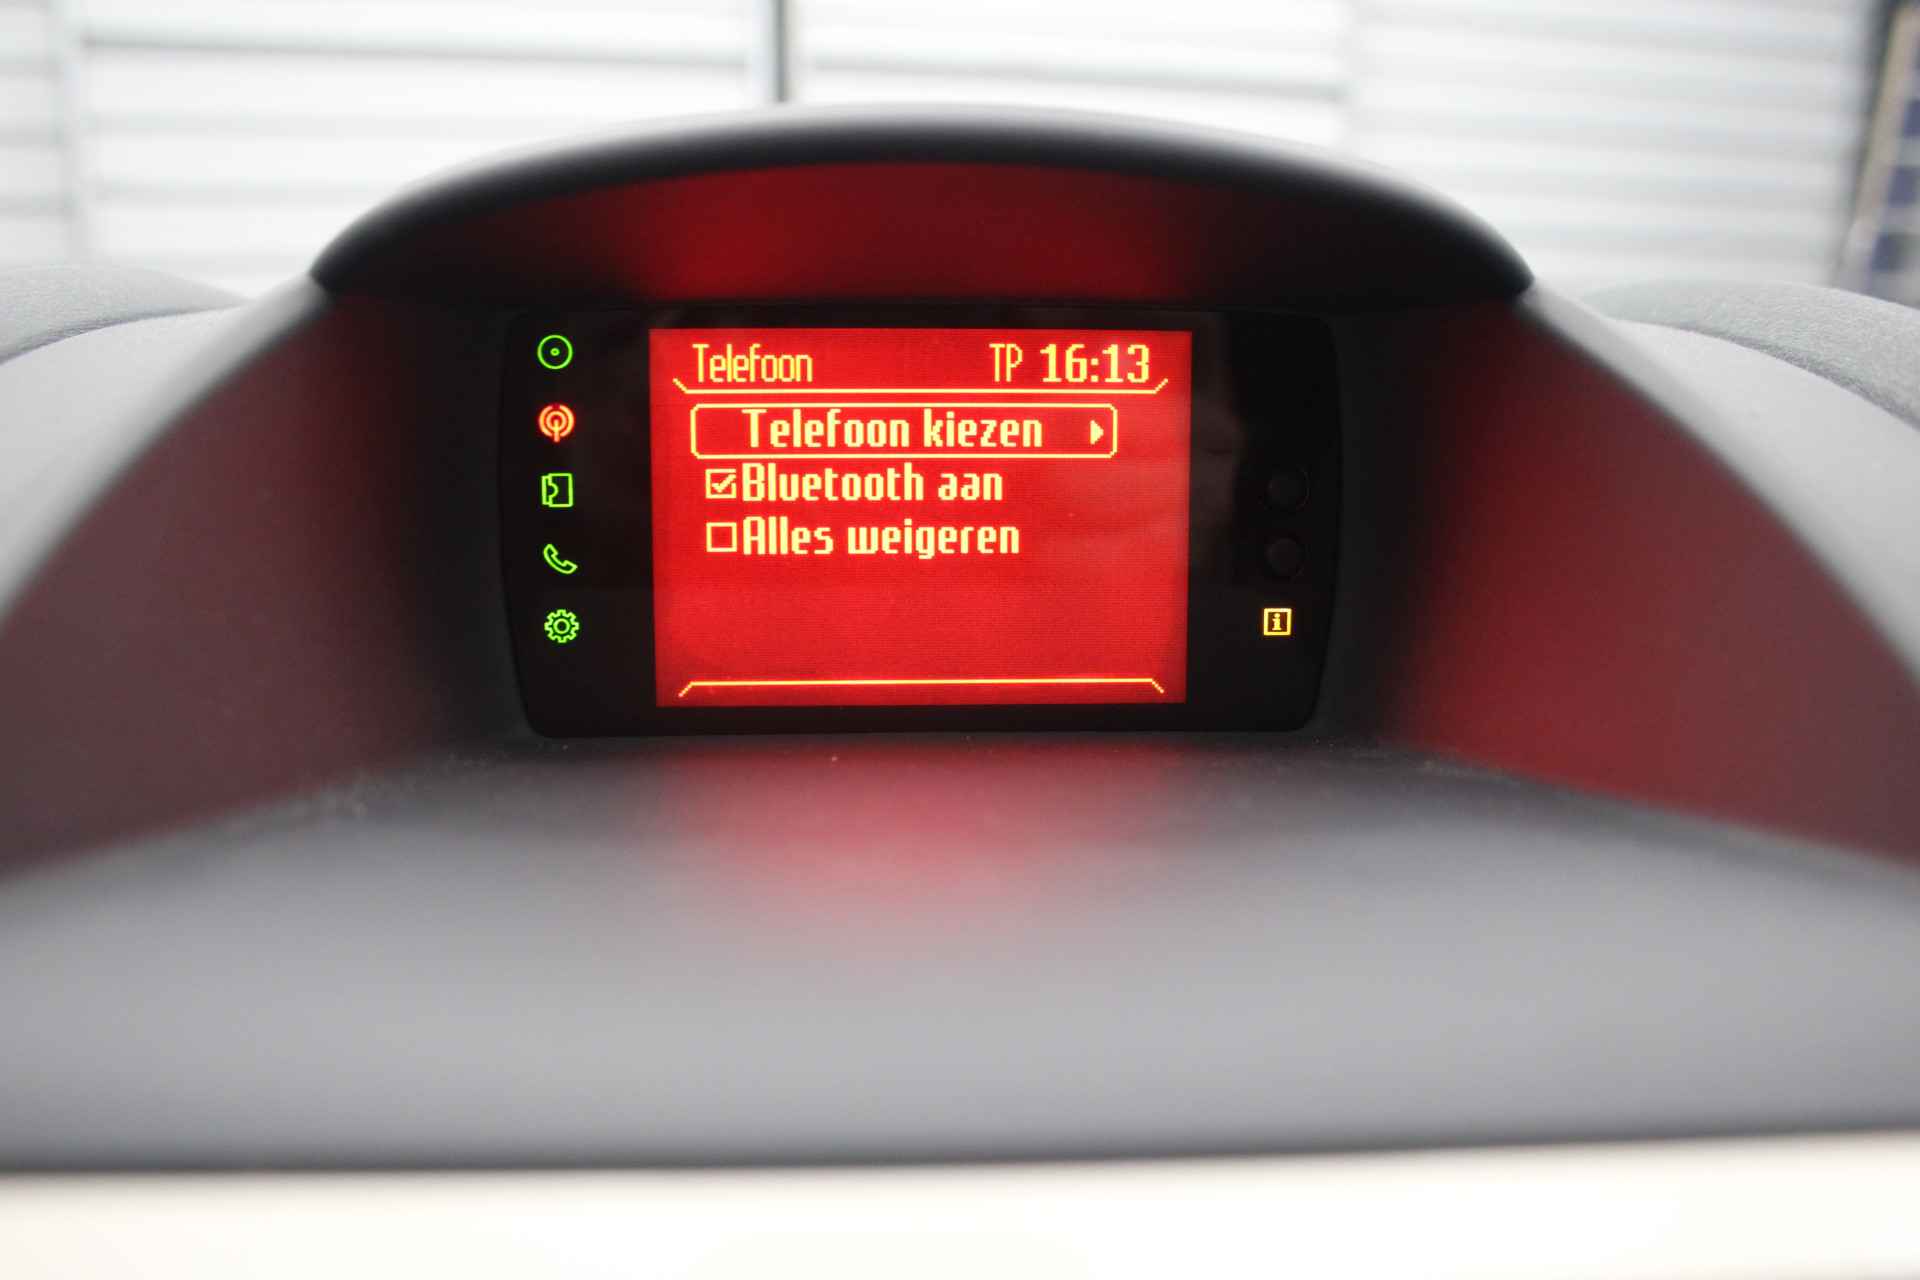 Telefoon TP 16:13
Telefoon kiezen
Bluetooth aan
Alles weigeren
i